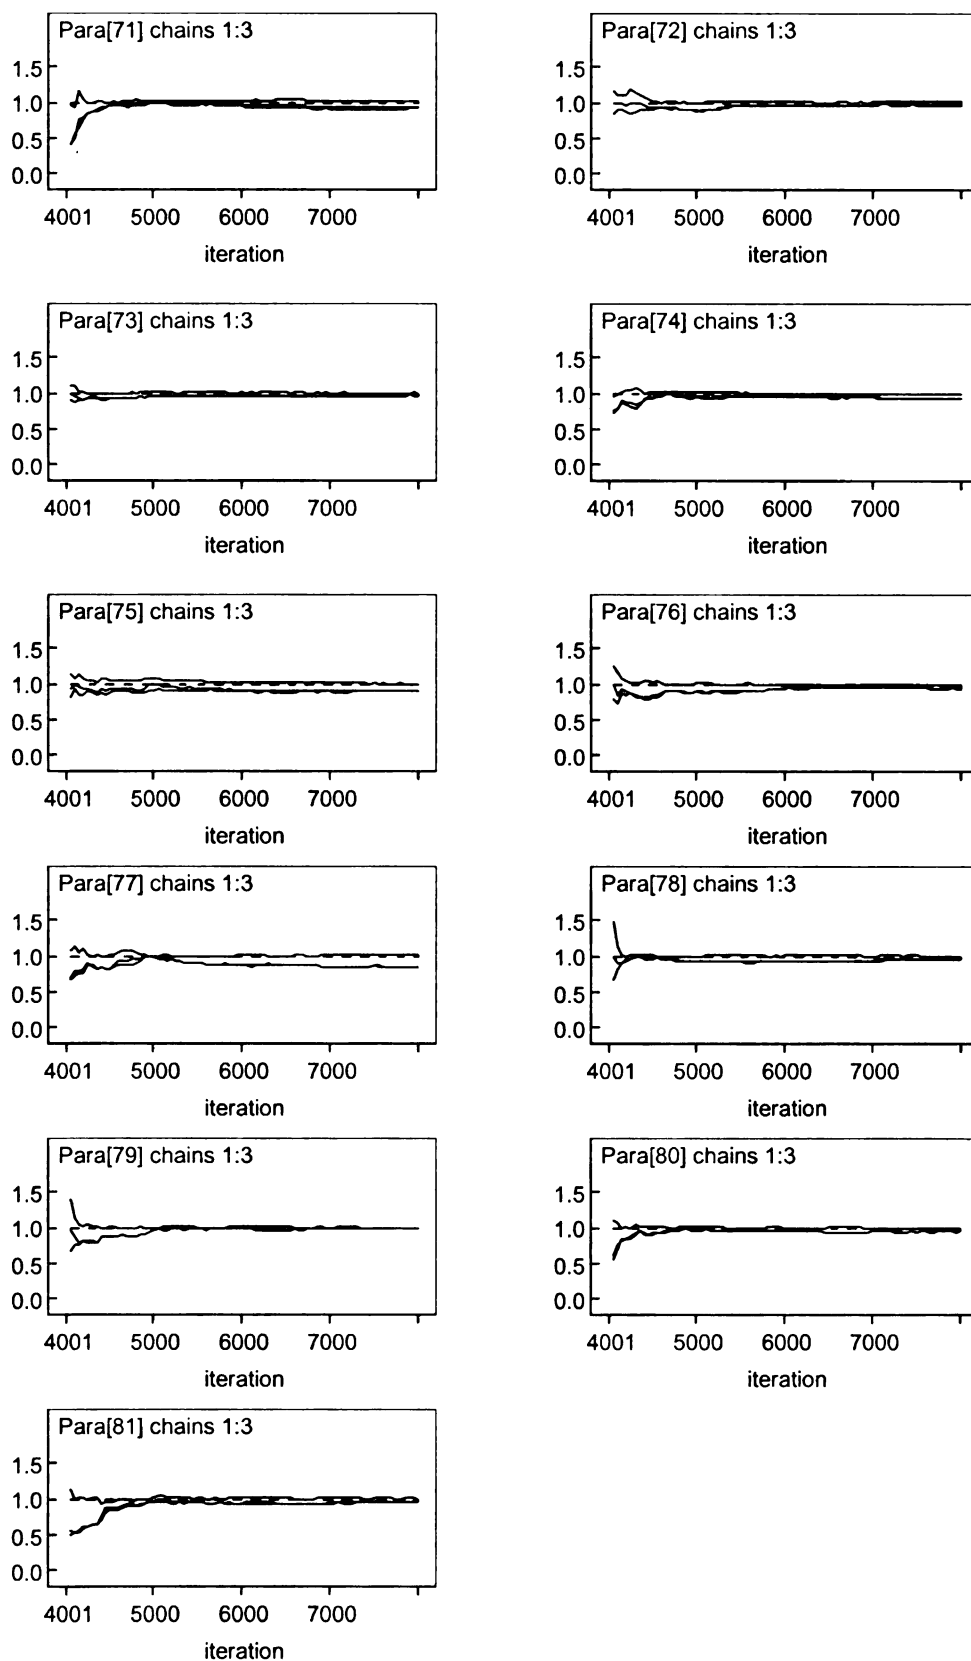 Para[71] chains 1:3
1.5
1.0
0.5
0.0
4001 5000 6000 7000
iteration
Para[72] chains 1:3
1.5
1.0
0.5
0.0
4001 5000 6000 7000
iteration
Para[73] chains 1:3
1.5
1.0
0.5
0.0
4001 5000 6000 7000
iteration
Para[74] chains 1:3
1.5
1.0
0.5
0.0
4001 5000 6000 7000
iteration
Para[75] chains 1:3
1.5
1.0
0.5
0.0
4001 5000 6000 7000
iteration
Para[76] chains 1:3
1.5
1.0
0.5
0.0
4001 5000 6000 7000
iteration
Para[77] chains 1:3
1.5
1.0
0.5
0.0
4001 5000 6000 7000
iteration
Para[78] chains 1:3
1.5
1.0
0.5
0.0
4001 5000 6000 7000
iteration
Para[79] chains 1:3
1.5
1.0
0.5
0.0
4001 5000 6000 7000
iteration
Para[80] chains 1:3
1.5
1.0
0.5
0.0
4001 5000 6000 7000
iteration
Para[81] chains 1:3
1.5
1.0
0.5
0.0
4001 5000 6000 7000
iteration